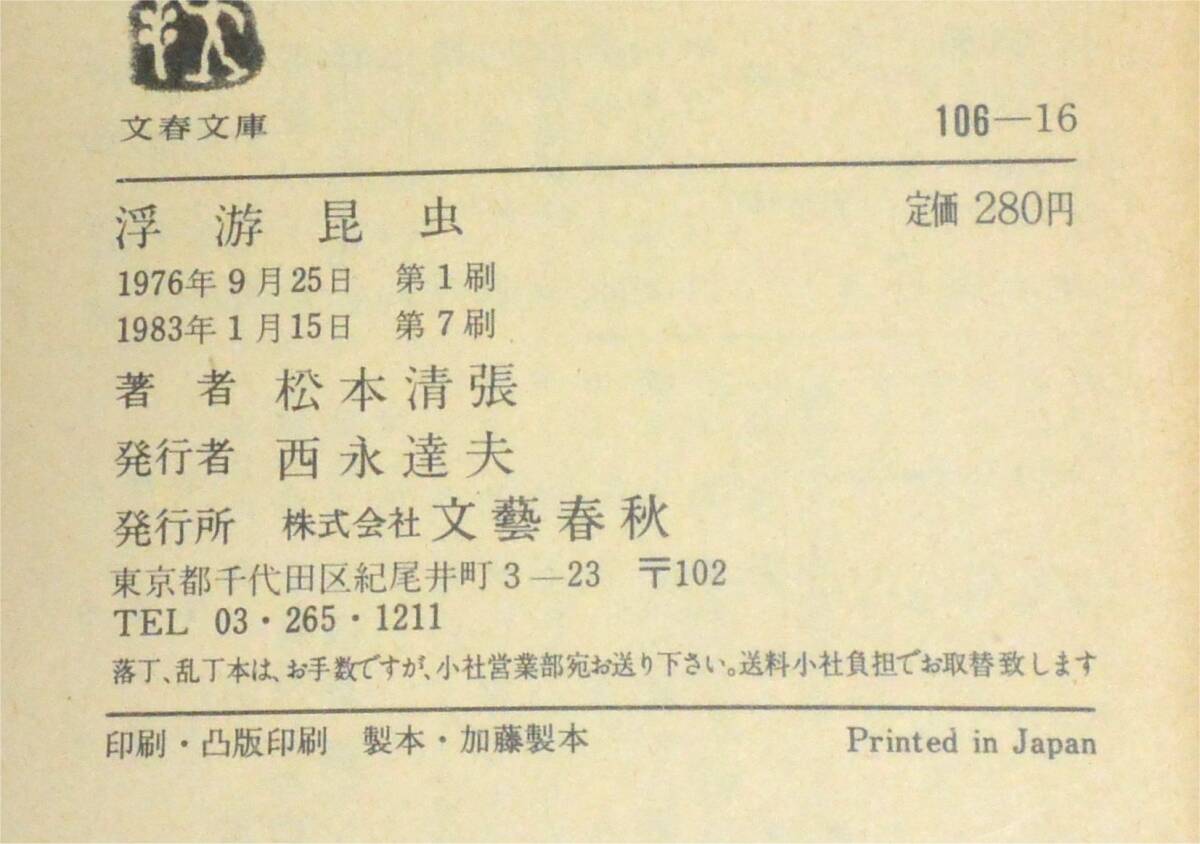 文春文庫
106—16
浮游昆虫
定価 280円
1976年9月25日 第1刷
1983年1月15日 第7刷
著者 松本清張
発行者 西永達夫
発行所 株式会社 文藝春秋
東京都千代田区紀尾井町3—23 〒102
TEL 03・265・1211
落丁、乱丁本は、お手数ですが、小社営業部宛お送り下さい。送料小社負担でお取替致します
印刷・凸版印刷 製本・加藤製本
Printed in Japan